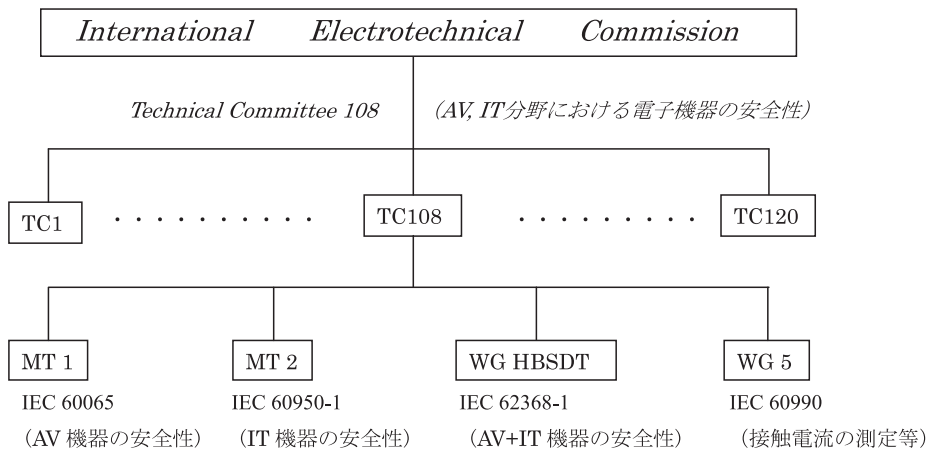 International Electrotechnical Commission
Technical Committee 108 (AV, IT分野における電子機器の安全性)
TC1 ・・・・・・・・・・ TC108 ・・・・・・・・・ TC120
MT 1 MT 2 WG HBSDT WG 5
IEC 60065 IEC 60950-1 IEC 62368-1 IEC 60990
(AV 機器の安全性) (IT 機器の安全性) (AV+IT 機器の安全性) (接触電流の測定等)